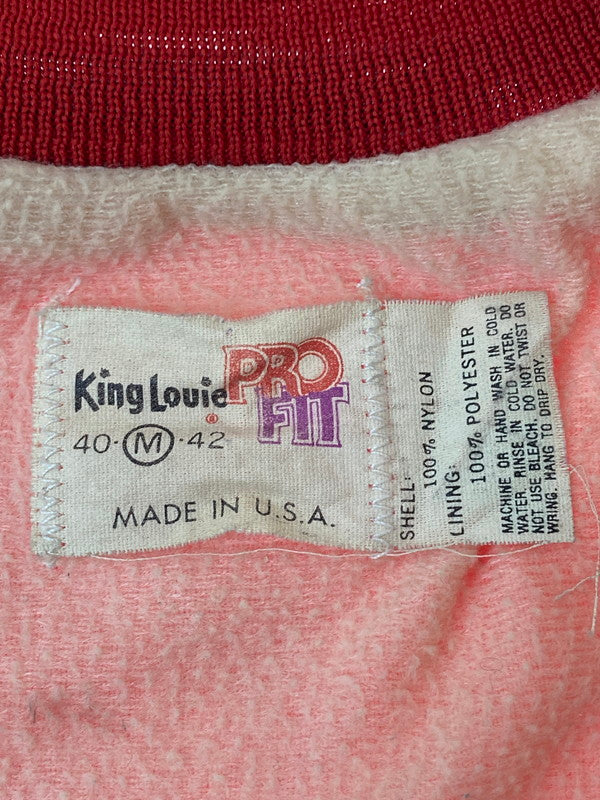 King Louie®
PRO
FIT
40-(M)-42
MADE IN U.S.A.
SHELL: 100% NYLON
LINING: 100% POLYESTER
MACHINE OR HAND WASH IN COLD
WATER. RINSE IN COLD WATER. DO
NOT USE BLEACH. DO NOT TWIST OR
WRING. HANG TO DRIP DRY.